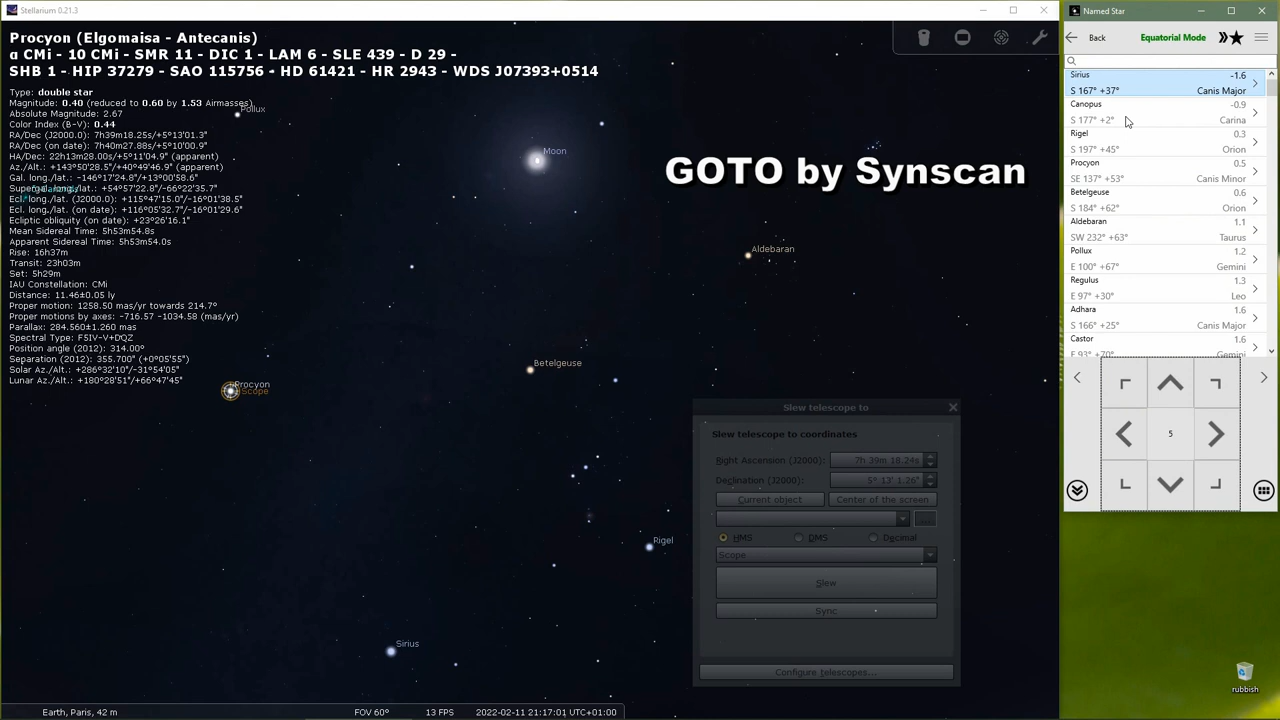 Stellarium 0.21.3
Procyon (Elgomaisa - Antecanis)
α CMi - 10 CMi - SMR 11 - DIC 1 - LAM 6 - SLE 439 - D 29 -
SHB 1 - HIP 37279 - SAO 115756 - HD 61421 - HR 2943 - WDS J07393+0514
Type: double star
Magnitude: 0.40 (reduced to 0.60 by 1.53 Airmasses)
Absolute Magnitude: 2.67
Color Index (B-V): 0.44
RA/Dec (J2000.0): 7h39m18.25s/+5°13'01.3"
RA/Dec (on date): 7h40m27.88s/+5°10'00.9"
HA/Dec: 22h13m28.00s/+5°11'04.9" (apparent)
Az./Alt.: +143°50'28.5"/+40°49'46.9" (apparent)
Gal. long./lat.: -146°17'24.8"/+13°00'58.6"
Supergal. long./lat.: +54°57'22.8"/-66°22'35.7"
Ecl. long./lat. (J2000.0): +115°47'15.0"/-16°01'38.5"
Ecl. long./lat. (on date): +116°05'32.7"/-16°01'29.6"
Ecliptic obliquity (on date): +23°26'16.1"
Mean Sidereal Time: 5h53m54.8s
Apparent Sidereal Time: 5h53m54.0s
Rise: 16h37m
Transit: 23h03m
Set: 5h29m
IAU Constellation: CMi
Distance: 11.46±0.05 ly
Proper motion: 1258.50 mas/yr towards 214.7°
Proper motions by axes: -716.57 -1034.58 (mas/yr)
Parallax: 284.560±1.260 mas
Spectral Type: F5IV-V+DQZ
Position angle (2012): 314.00°
Separation (2012): 355.700" (+0°05'55")
Solar Az./Alt.: +286°32'10"/-31°54'05"
Lunar Az./Alt.: +180°28'51"/+66°47'45"
Pollux
Moon
GOTO by Synscan
Aldebaran
Betelgeuse
Procyon
Scope
Rigel
Sirius
Slew telescope to
Slew telescope to coordinates
Right Ascension (J2000): 7h 39m 18.24s
Declination (J2000): 5° 13' 1.26"
Current object Center of the screen
...
HMS DMS Decimal
Scope
Slew
Sync
Configure telescopes...
Earth, Paris, 42 m FOV 60° 13 FPS 2022-02-11 21:17:01 UTC+01:00
Named Star
Back Equatorial Mode
Sirius -1.6
S 167° +37° Canis Major
Canopus -0.9
S 177° +2° Carina
Rigel 0.3
S 197° +45° Orion
Procyon 0.5
SE 137° +53° Canis Minor
Betelgeuse 0.6
S 184° +62° Orion
Aldebaran 1.1
SW 232° +63° Taurus
Pollux 1.2
E 100° +67° Gemini
Regulus 1.3
E 97° +30° Leo
Adhara 1.6
S 166° +25° Canis Major
Castor 1.6
E 93° +70° Gemini
5
rubbish